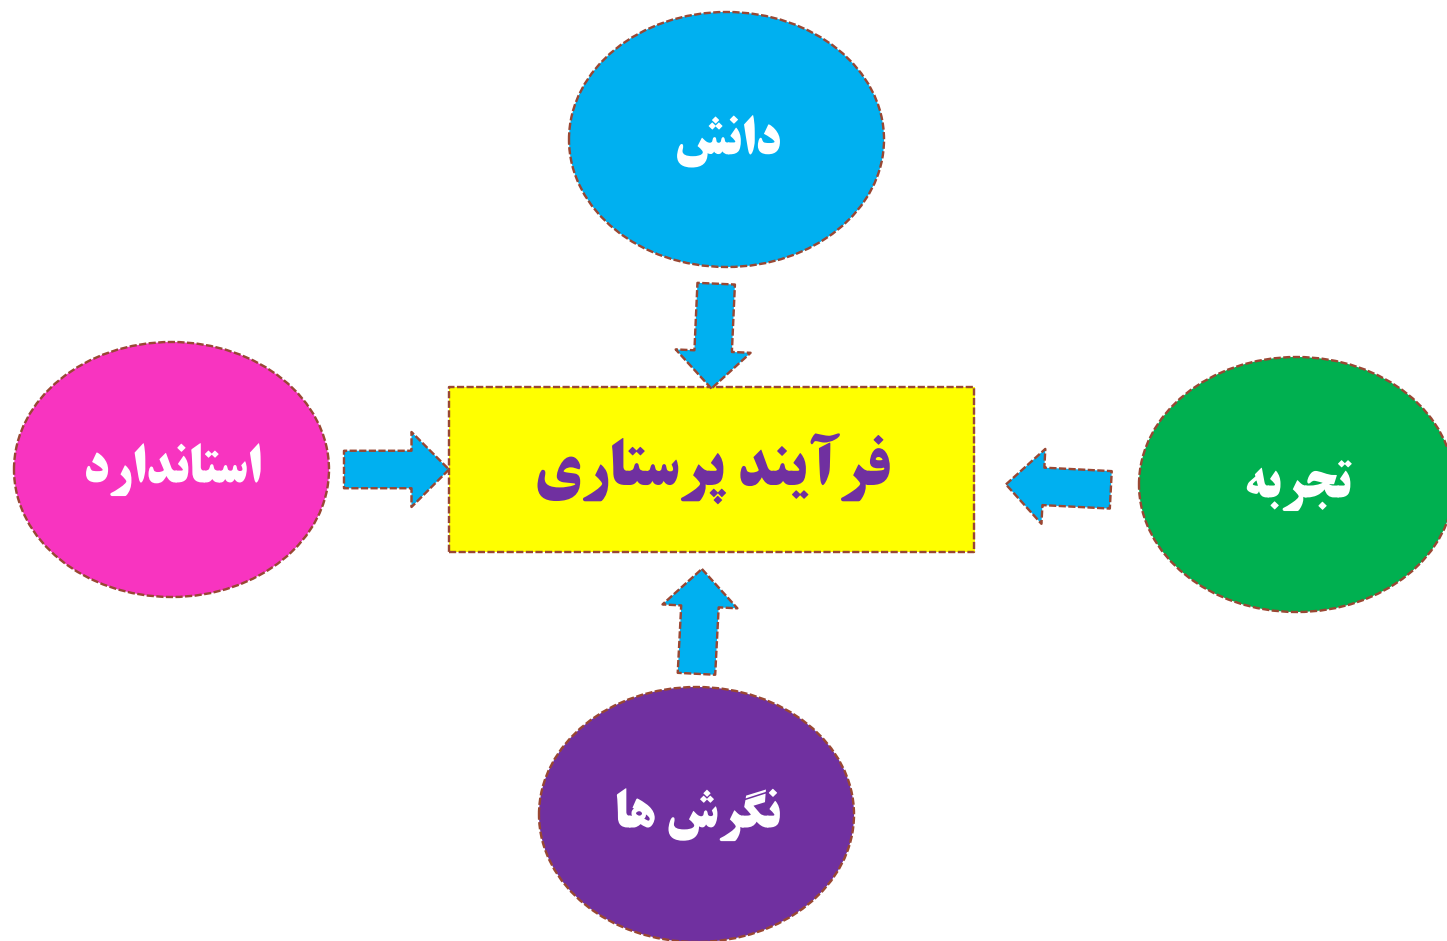 دانش
استاندارد
فرآیند پرستاری
تجربه
نگرش ها